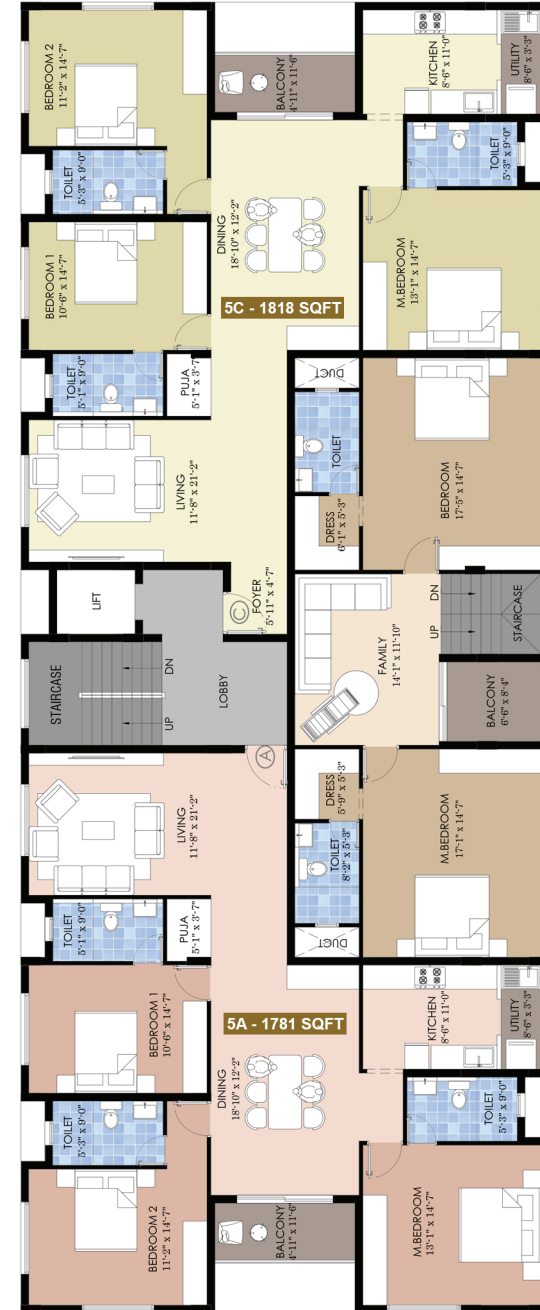 BEDROOM 2
11'-2" x 14'-7"
BALCONY
4'-11" x 11'-6"
KITCHEN
8'-6" x 11'-0"
UTILITY
8'-6" x 3'-3"
TOILET
5'-3" x 9'-0"
TOILET
5'-3" x 9'-0"
DINING
18'-10" x 12'-2"
BEDROOM 1
10'-6" x 14'-7"
M.BEDROOM
13'-1" x 14'-7"
5C - 1818 SQFT
TOILET
5'-1" x 9'-0"
PUJA
5'-1" x 3'-7"
DUCT
LIVING
11'-8" x 21'-2"
TOILET
BEDROOM
17'-5" x 14'-7"
DRESS
6'-1" x 5'-3"
LIFT
FOYER
5'-11" x 4'-7"
C
DN
UP
STAIRCASE
FAMILY
14'-1" x 11'-10"
STAIRCASE
DN
UP
LOBBY
BALCONY
6'-6" x 8'-4"
A
LIVING
11'-8" x 21'-2"
DRESS
5'-9" x 5'-3"
M.BEDROOM
17'-1" x 14'-7"
TOILET
8'-2" x 5'-3"
TOILET
5'-1" x 9'-0"
PUJA
5'-1" x 3'-7"
DUCT
BEDROOM 1
10'-6" x 14'-7"
5A - 1781 SQFT
KITCHEN
8'-6" x 11'-0"
UTILITY
8'-6" x 3'-3"
DINING
18'-10" x 12'-2"
TOILET
5'-3" x 9'-0"
TOILET
5'-3" x 9'-0"
BEDROOM 2
11'-2" x 14'-7"
BALCONY
4'-11" x 11'-6"
M.BEDROOM
13'-1" x 14'-7"